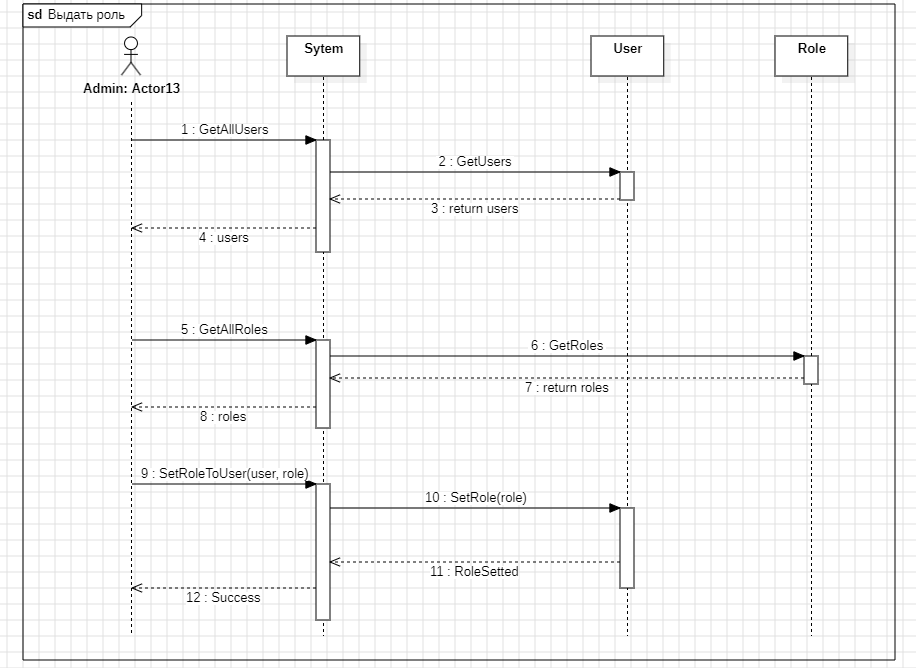 sd Выдать роль
Sytem
User
Role
Admin: Actor13
1 : GetAllUsers
2 : GetUsers
3 : return users
4 : users
5 : GetAllRoles
6 : GetRoles
7 : return roles
8 : roles
9 : SetRoleToUser(user, role)
10 : SetRole(role)
11 : RoleSetted
12 : Success